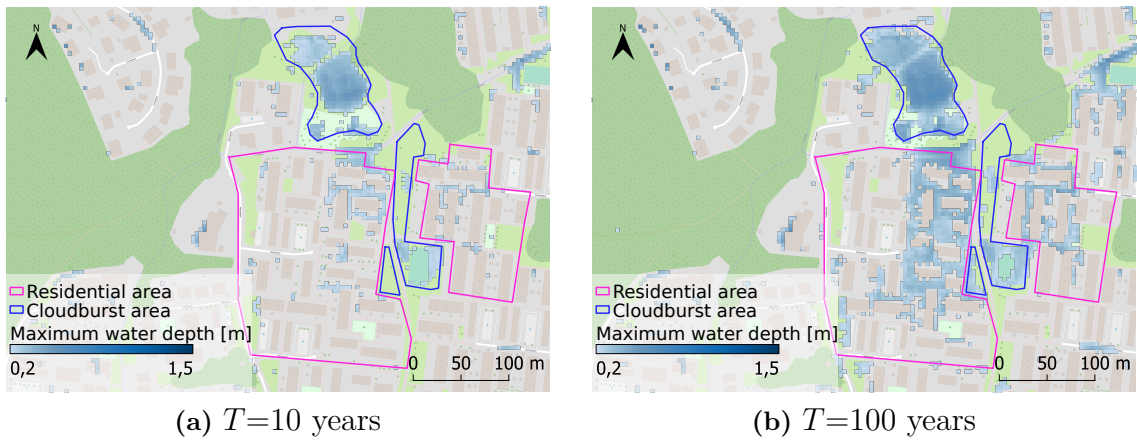 N
Residential area
Cloudburst area
Maximum water depth [m]
0,2 1,5
0 50 100 m
(a) T=10 years
N
Residential area
Cloudburst area
Maximum water depth [m]
0,2 1,5
0 50 100 m
(b) T=100 years